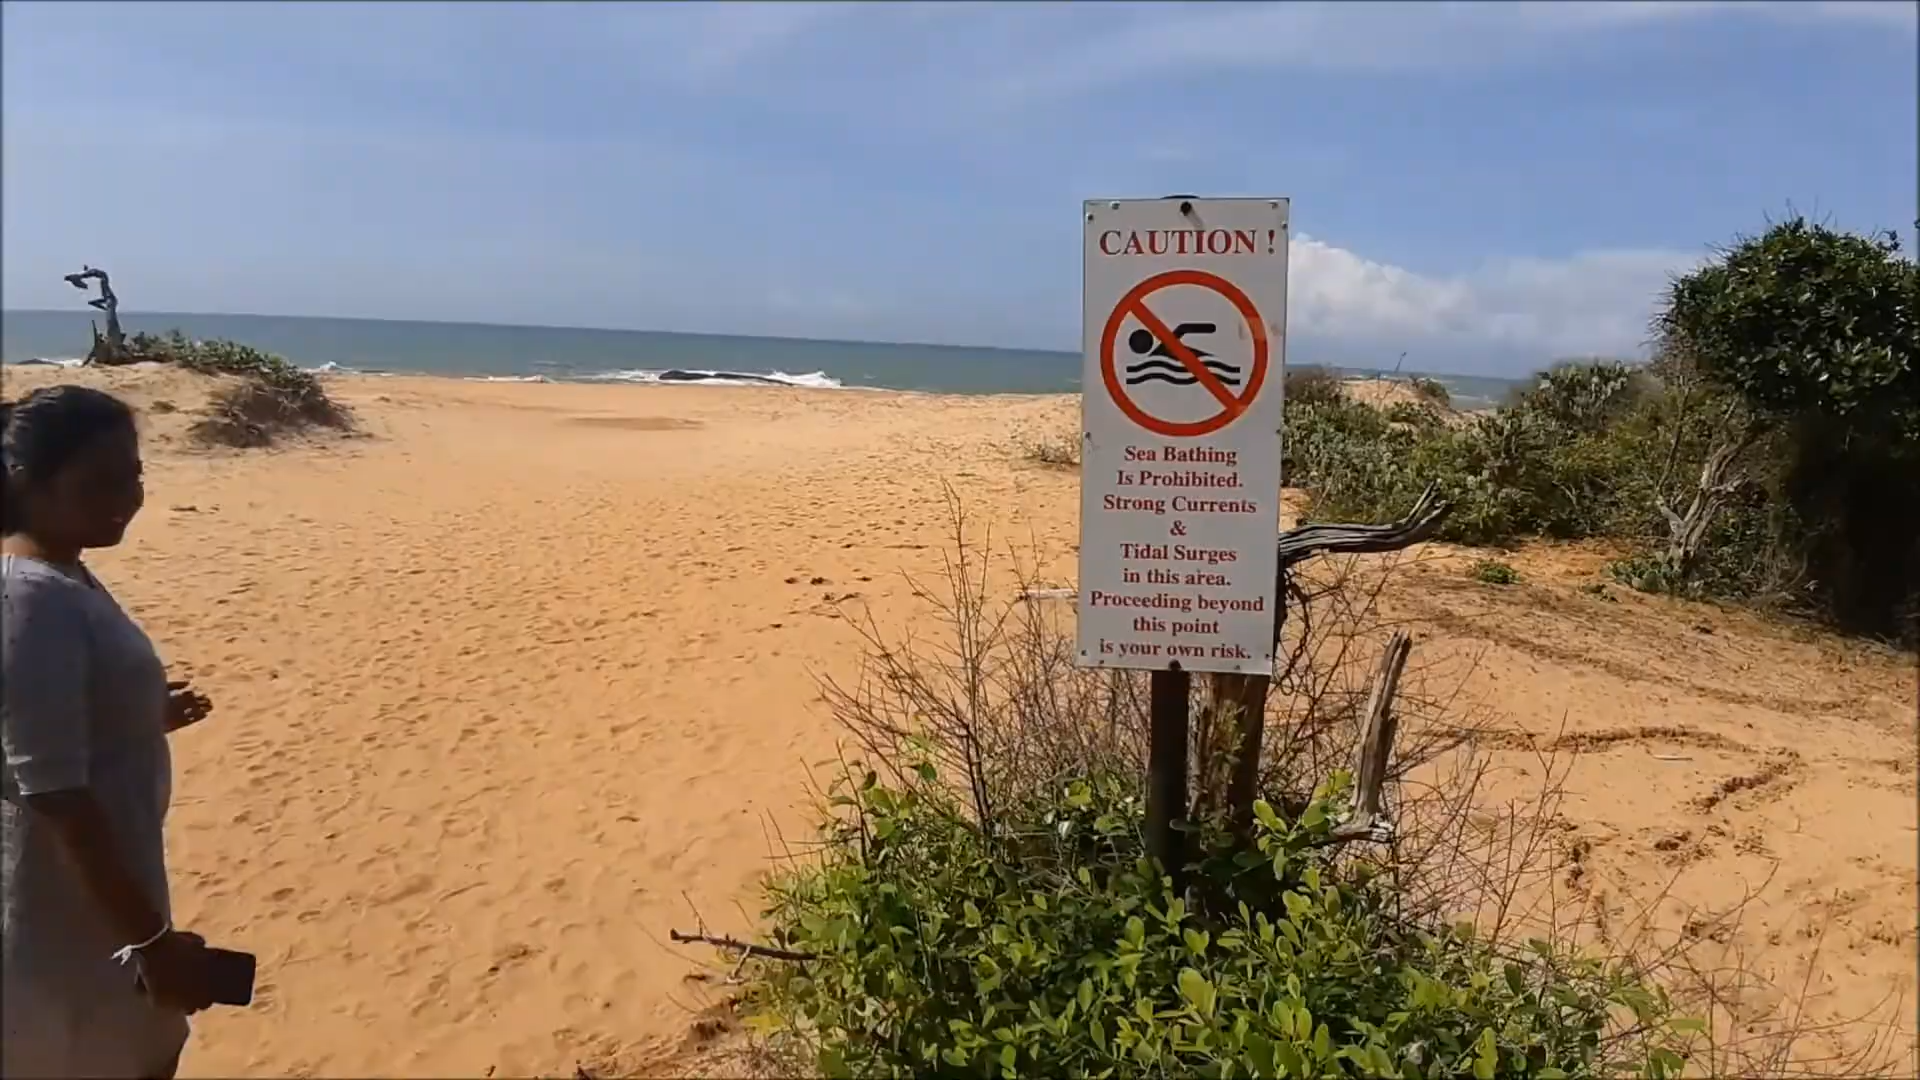 CAUTION !
Sea Bathing
Is Prohibited.
Strong Currents
&
Tidal Surges
in this area.
Proceeding beyond
this point
is your own risk.